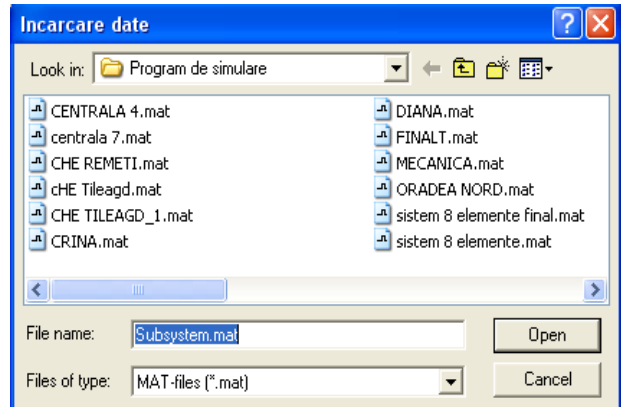 Incarcare date
Look in: Program de simulare
CENTRALA 4.mat
centrala 7.mat
CHE REMETI.mat
cHE Tileagd.mat
CHE TILEAGD_1.mat
CRINA.mat
DIANA.mat
FINALT.mat
MECANICA.mat
ORADEA NORD.mat
sistem 8 elemente final.mat
sistem 8 elemente.mat
File name: Subsystem.mat Open
Files of type: MAT-files (*.mat) Cancel